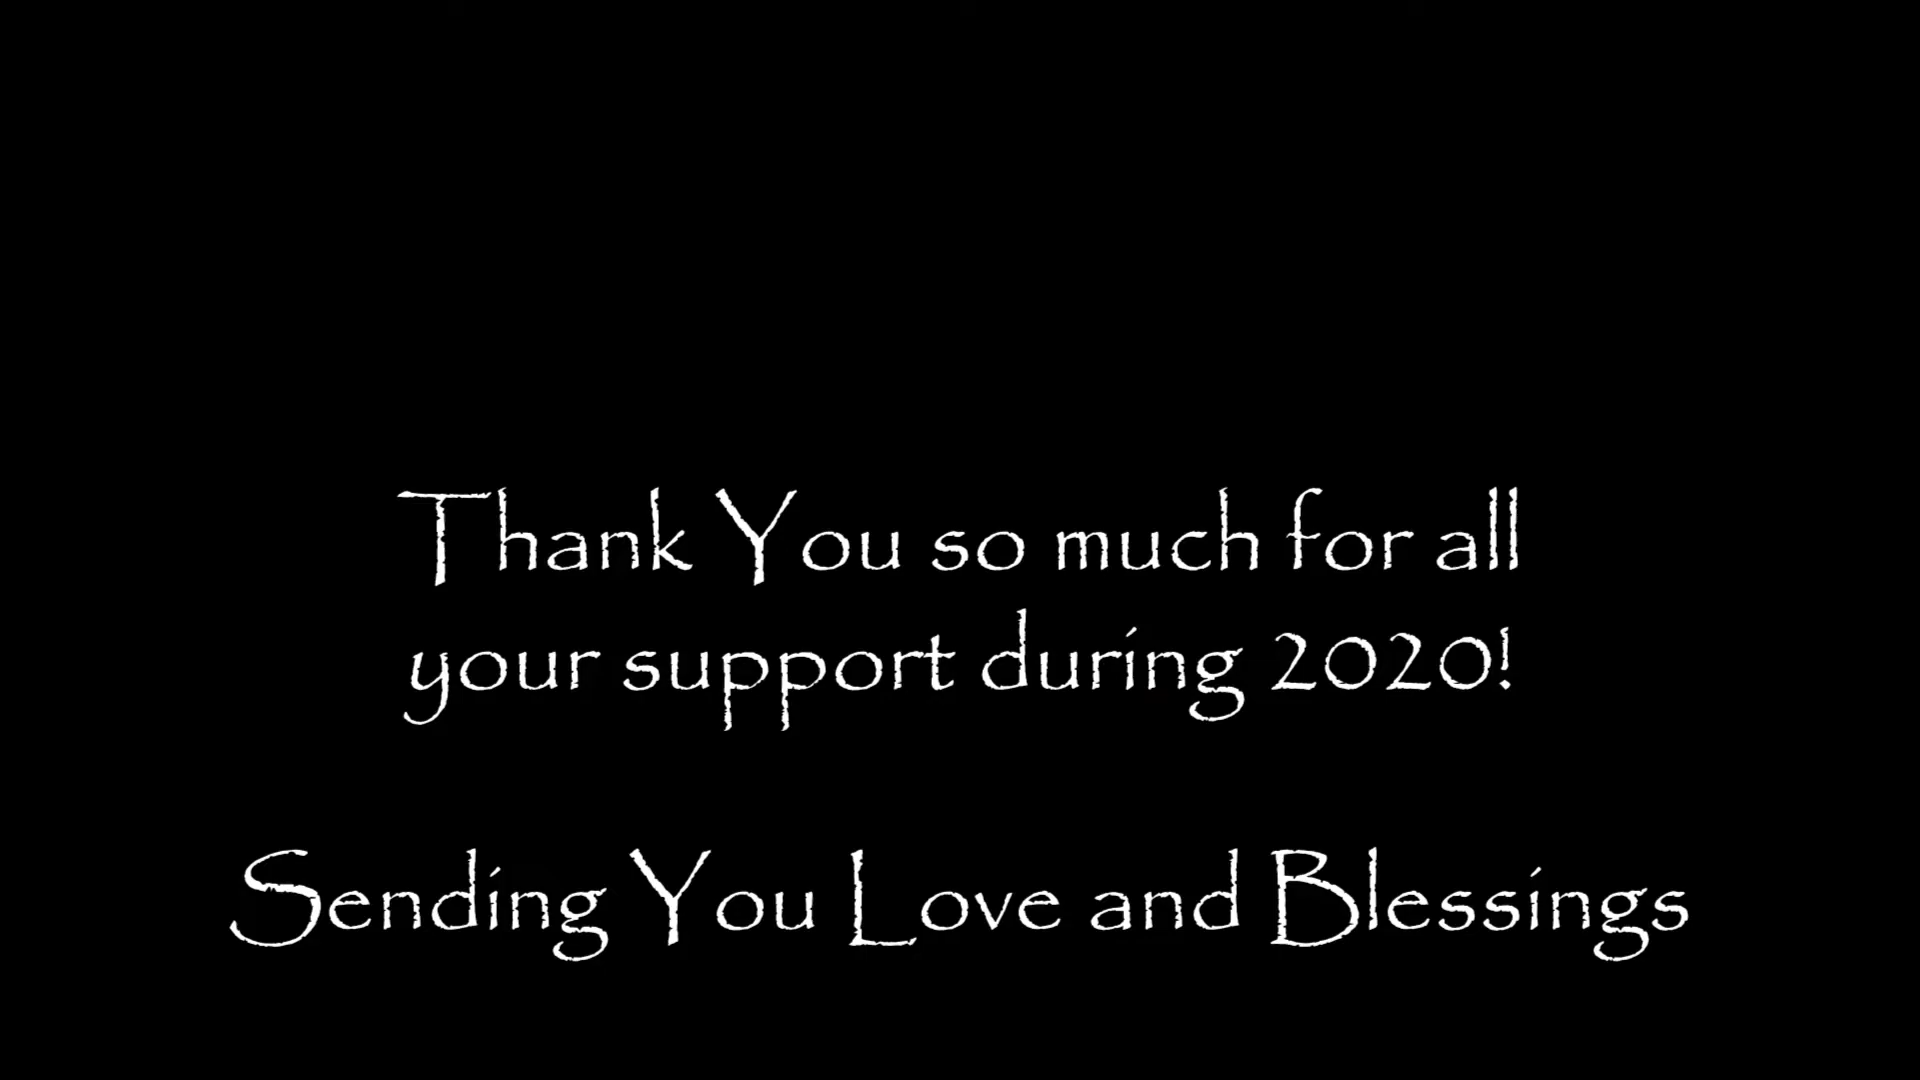 Thank You so much for all
your support during 2020!
Sending You Love and Blessings